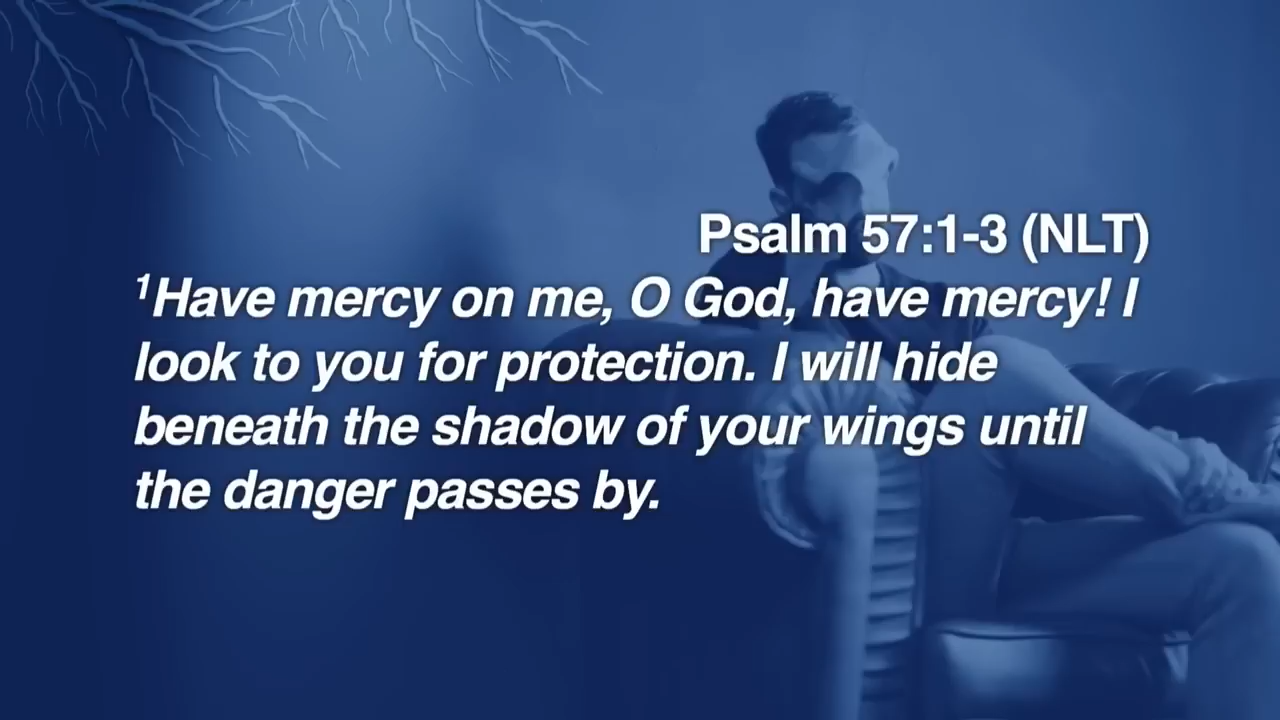 Psalm 57:1-3 (NLT)
¹Have mercy on me, O God, have mercy! I
look to you for protection. I will hide
beneath the shadow of your wings until
the danger passes by.